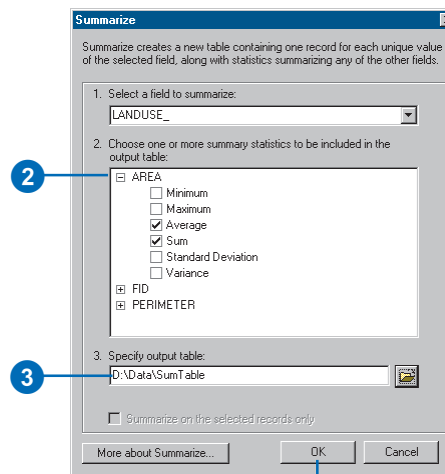 Summarize
Summarize creates a new table containing one record for each unique value
of the selected field, along with statistics summarizing any of the other fields.
1. Select a field to summarize:
LANDUSE_
2. Choose one or more summary statistics to be included in the
output table:
2
AREA
Minimum
Maximum
Average
Sum
Standard Deviation
Variance
FID
PERIMETER
3. Specify output table:
3
D:\Data\SumTable
Summarize on the selected records only
More about Summarize...
OK
Cancel